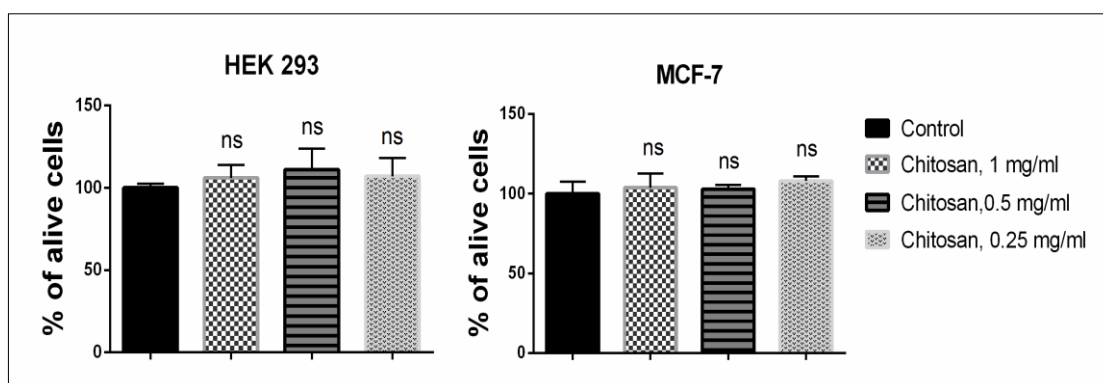 HEK 293
% of alive cells
150
100
50
0
ns
ns
ns
MCF-7
% of alive cells
150
100
50
0
ns
ns
ns
Control
Chitosan, 1 mg/ml
Chitosan,0.5 mg/ml
Chitosan, 0.25 mg/ml